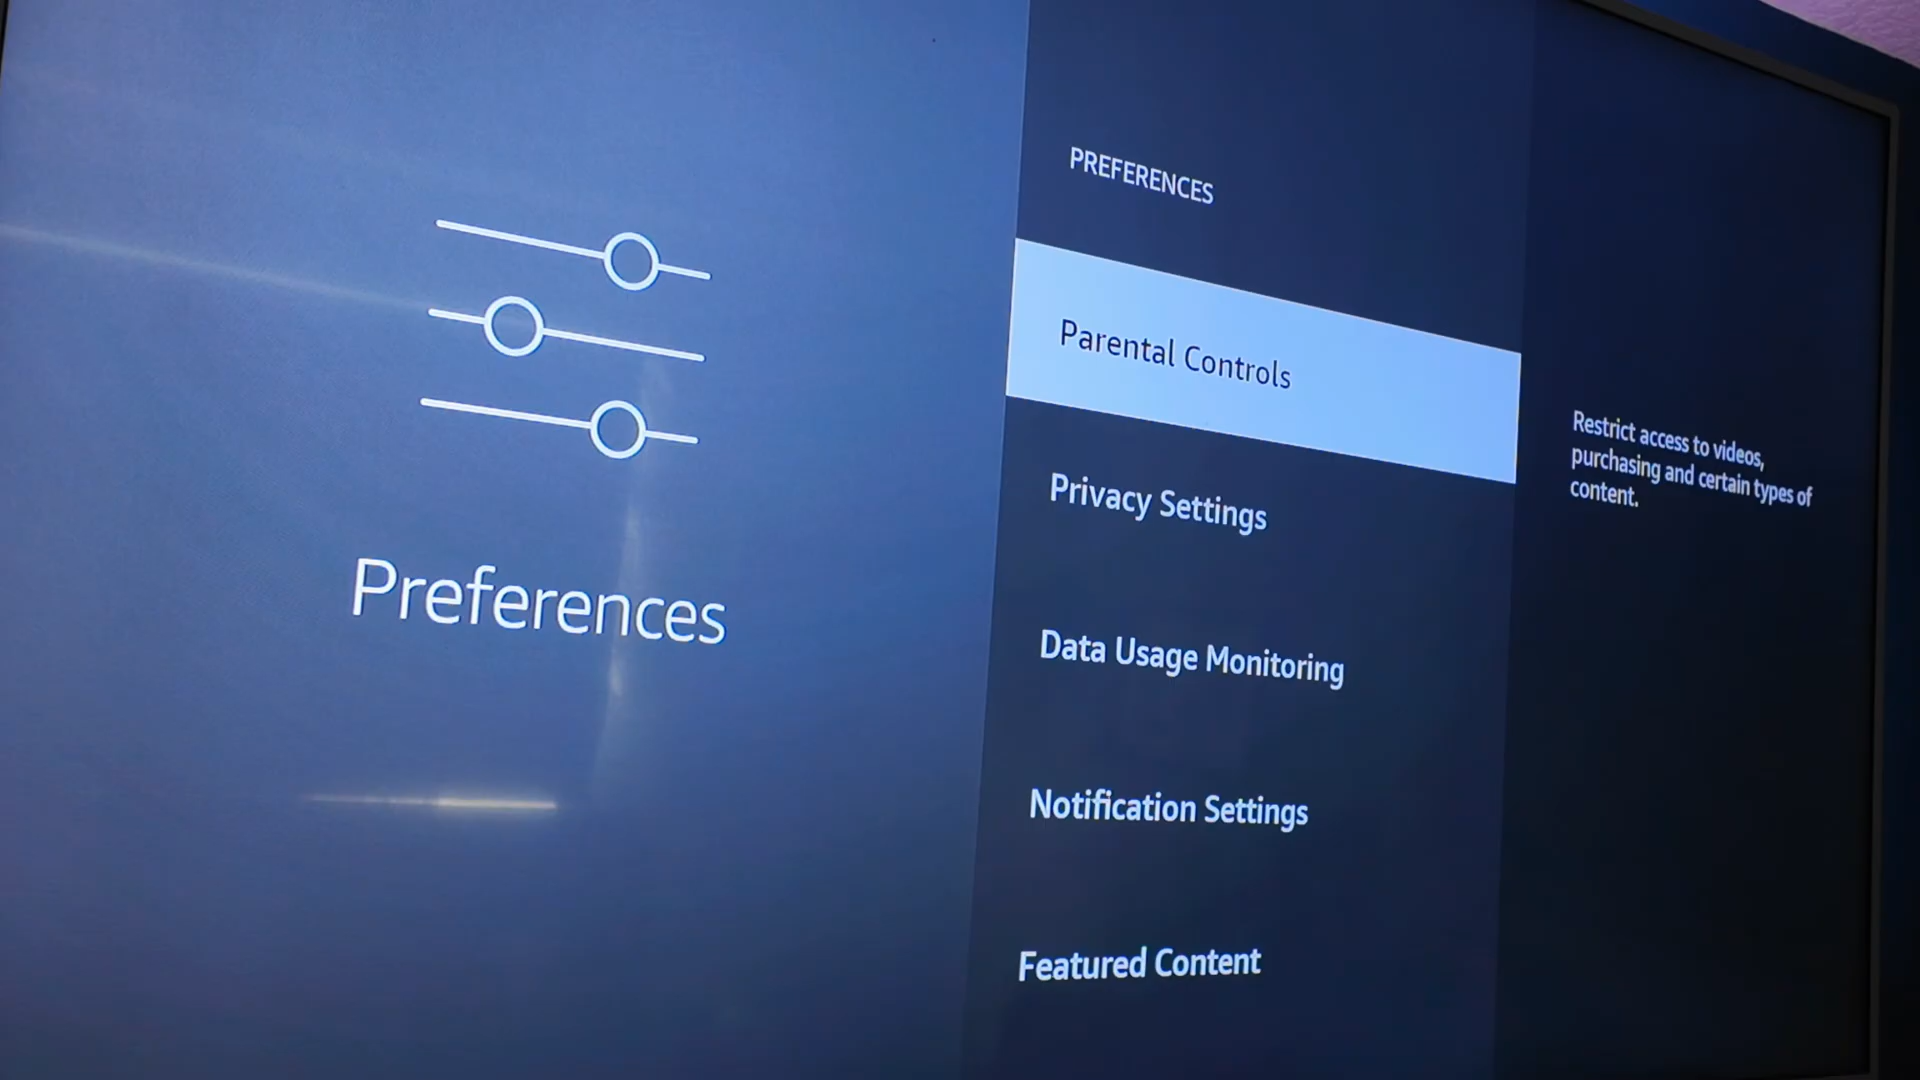 Preferences
PREFERENCES
Parental Controls
Privacy Settings
Data Usage Monitoring
Notification Settings
Featured Content
Restrict access to videos,
purchasing and certain types of
content.